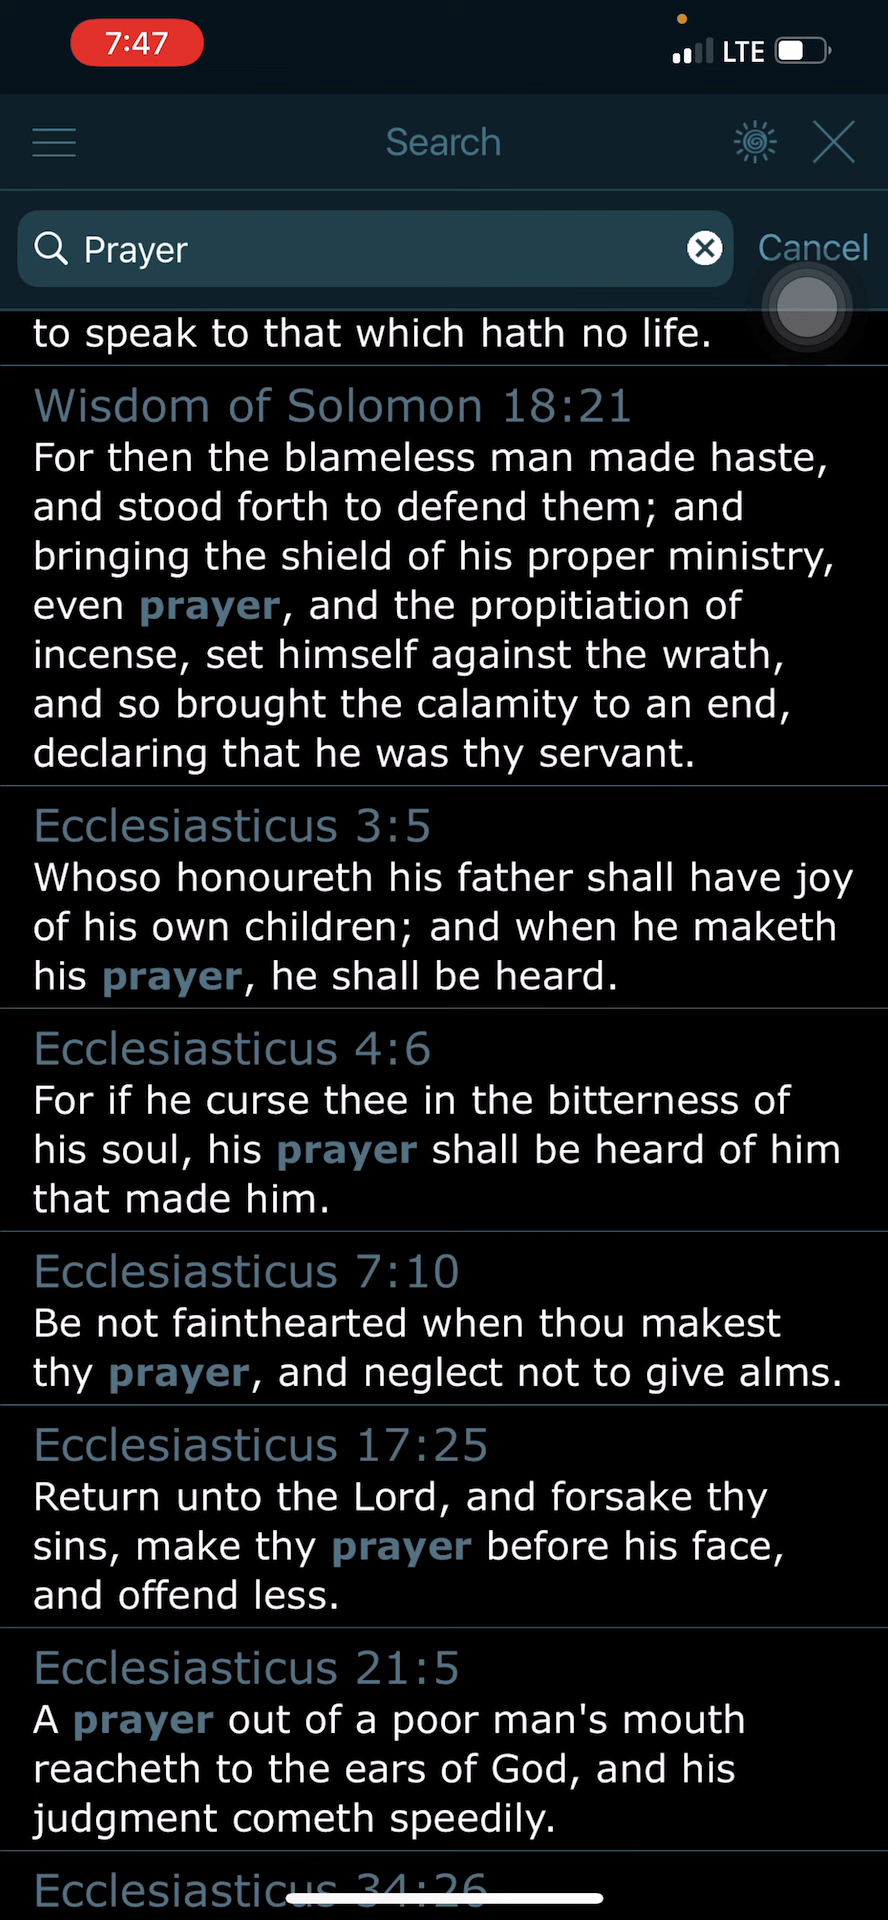 7:47
LTE
Search
Prayer
Cancel
to speak to that which hath no life.
Wisdom of Solomon 18:21
For then the blameless man made haste,
and stood forth to defend them; and
bringing the shield of his proper ministry,
even prayer, and the propitiation of
incense, set himself against the wrath,
and so brought the calamity to an end,
declaring that he was thy servant.
Ecclesiasticus 3:5
Whoso honoureth his father shall have joy
of his own children; and when he maketh
his prayer, he shall be heard.
Ecclesiasticus 4:6
For if he curse thee in the bitterness of
his soul, his prayer shall be heard of him
that made him.
Ecclesiasticus 7:10
Be not fainthearted when thou makest
thy prayer, and neglect not to give alms.
Ecclesiasticus 17:25
Return unto the Lord, and forsake thy
sins, make thy prayer before his face,
and offend less.
Ecclesiasticus 21:5
A prayer out of a poor man's mouth
reacheth to the ears of God, and his
judgment cometh speedily.
Ecclesiasticus 34:26